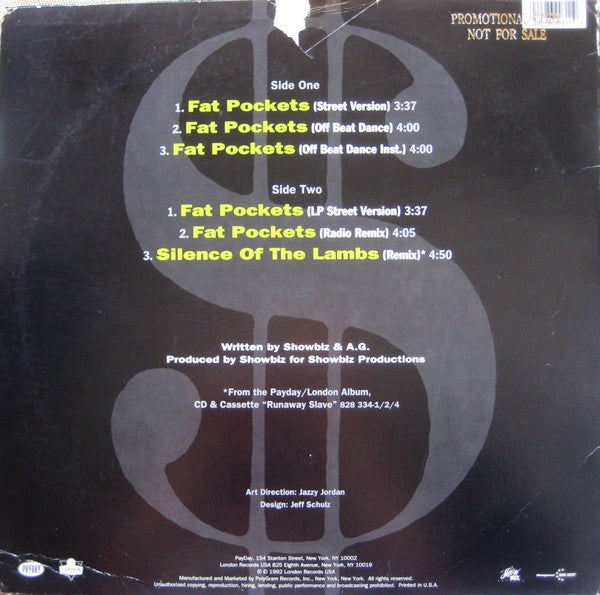 PROMOTIONAL
NOT FOR SALE
Side One
1. Fat Pockets (Street Version) 3:37
2. Fat Pockets (Off Beat Dance) 4:00
3. Fat Pockets (Off Beat Dance Inst.) 4:00
Side Two
1. Fat Pockets (LP Street Version) 3:37
2. Fat Pockets (Radio Remix) 4:05
3. Silence Of The Lambs (Remix)* 4:50
Written by Showbiz & A.G.
Produced by Showbiz for Showbiz Productions
*From the Payday/London Album,
CD & Cassette "Runaway Slave" 828 334-1/2/4
Art Direction: Jazzy Jordan
Design: Jeff Schulz
PayDay, 154 Stanton Street, New York, NY 10002
London Records USA 825 Eighth Avenue, New York, N.Y. 10019
Ⓟ © 1992 London Records USA
Manufactured and Marketed by PolyGram Records, Inc., New York, New York. All Rights Reserved.
Unauthorized copying, reproduction, hiring, lending, public performance and broadcasting prohibited. Printed in U.S.A.
PAYDAY